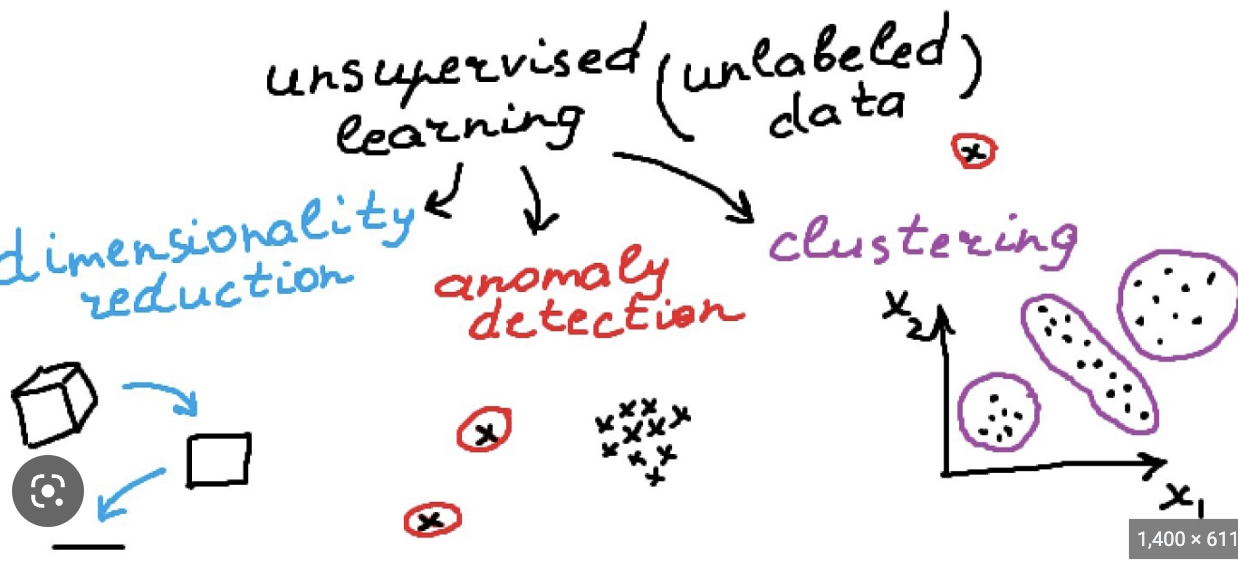 unsupervised (unlabeled
learning data)
dimensionality
reduction
anomaly
detection
clustering
x
x
x
x x x x
x x x
x x x
x
X2
X1
1,400 × 611